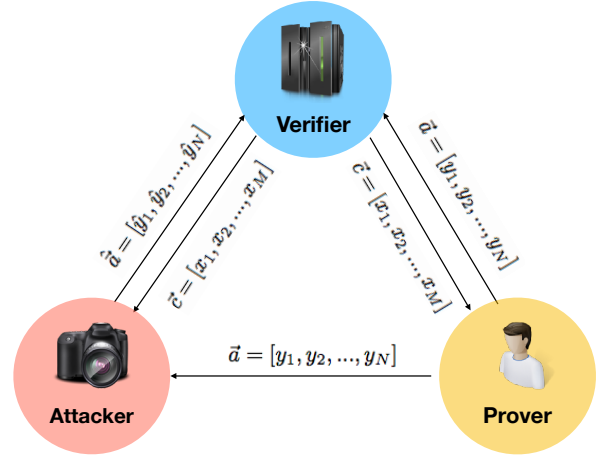 Verifier
$\hat{\vec{a}} = [\hat{y}_1, \hat{y}_2, ..., \hat{y}_N]$
$\vec{c} = [x_1, x_2, ..., x_M]$
$\vec{c} = [x_1, x_2, ..., x_M]$
$\vec{a} = [y_1, y_2, ..., y_N]$
$\vec{a} = [y_1, y_2, ..., y_N]$
Attacker
Prover